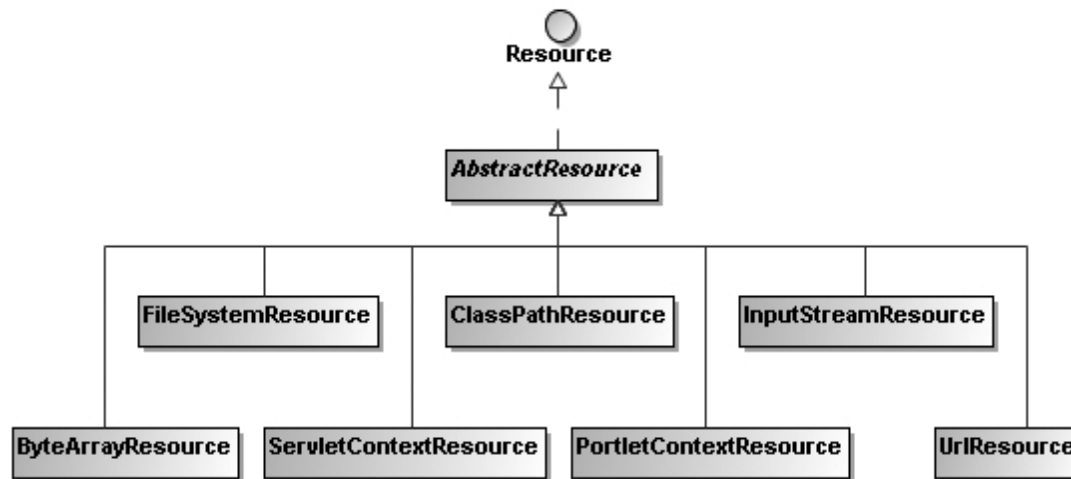 Resource
AbstractResource
FileSystemResource
ClassPathResource
InputStreamResource
ByteArrayResource
ServletContextResource
PortletContextResource
UrlResource